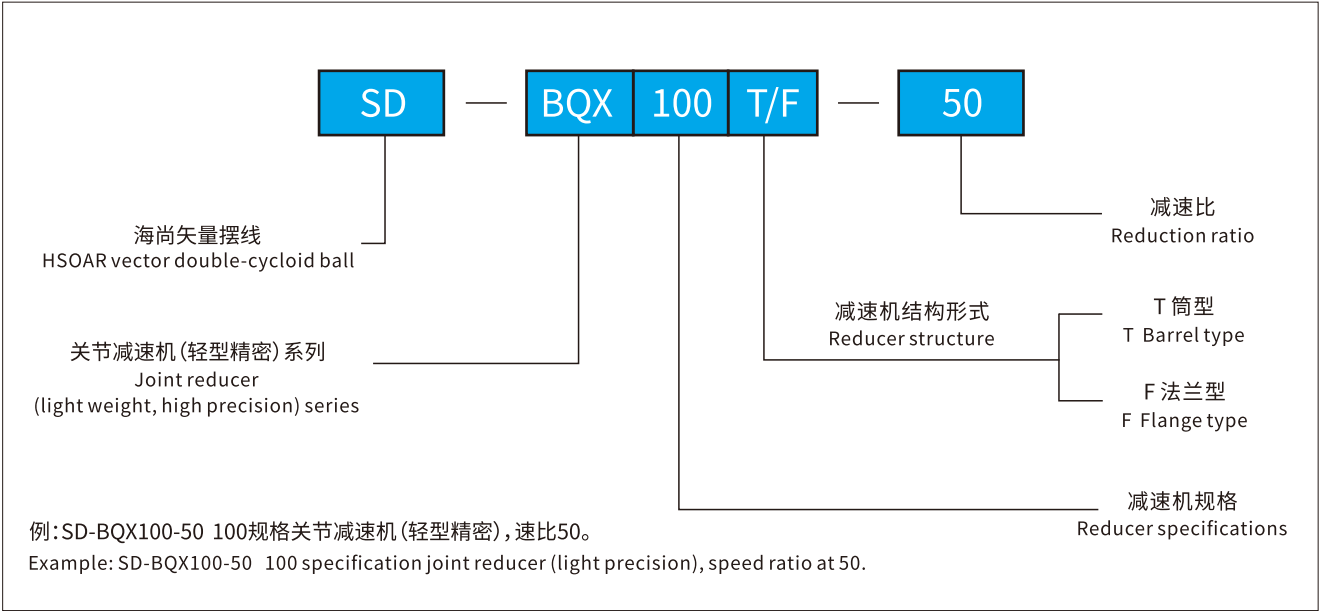 SD — BQX 100 T/F — 50
海尚矢量摆线
HSOAR vector double-cycloid ball
减速比
Reduction ratio
关节减速机（轻型精密）系列
Joint reducer
(light weight, high precision) series
减速机结构形式
Reducer structure
T 筒型
T Barrel type
F 法兰型
F Flange type
减速机规格
Reducer specifications
例：SD-BQX100-50 100规格关节减速机（轻型精密），速比50。
Example: SD-BQX100-50 100 specification joint reducer (light precision), speed ratio at 50.